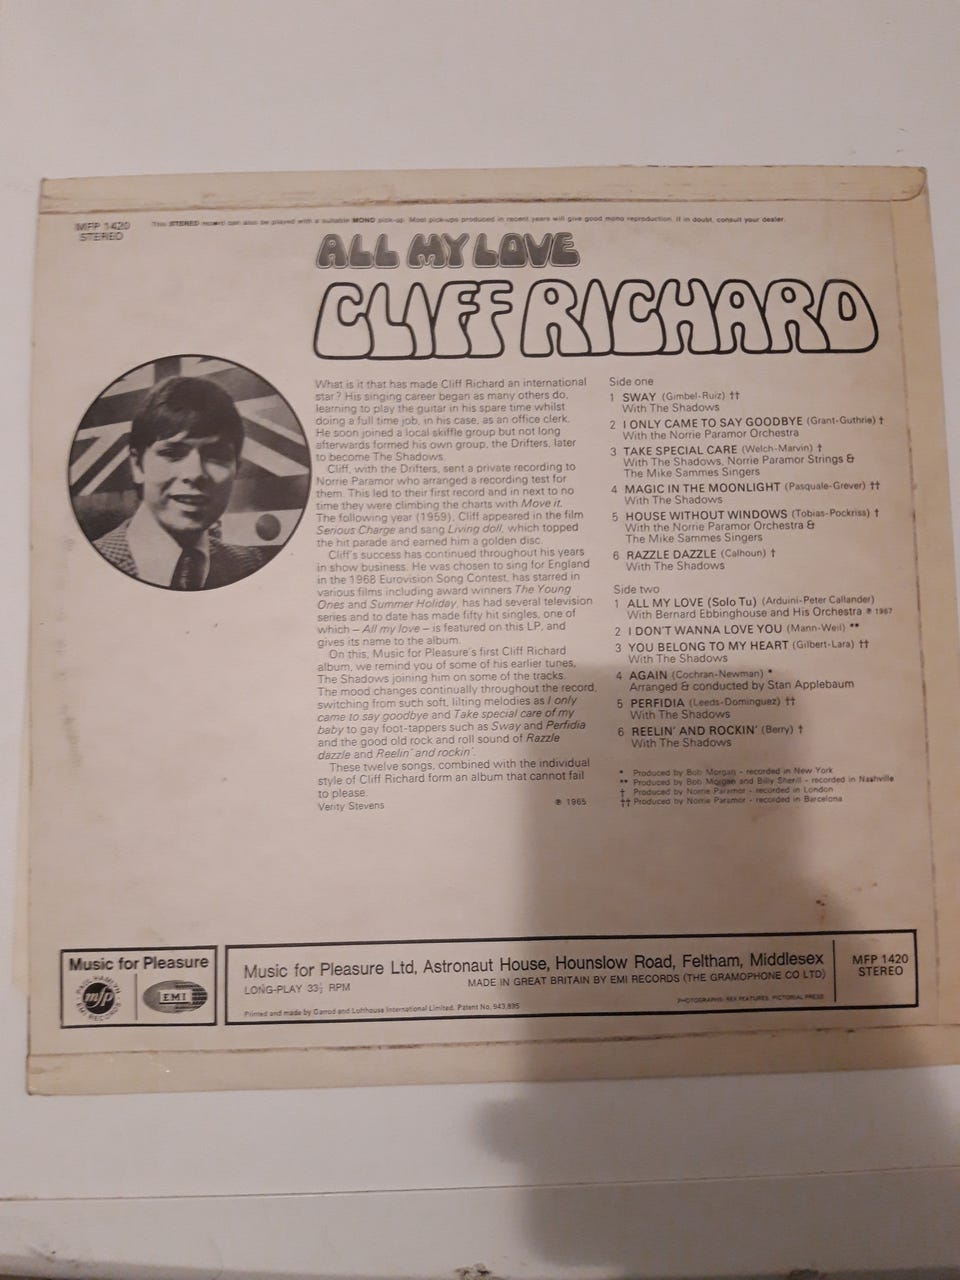 MFP 1420
STEREO
This STEREO record can also be played with a suitable MONO pick-up. Most pick-ups produced in recent years will give good mono reproduction. If in doubt, consult your dealer.
ALL MY LOVE
CLIFF RICHARD
What is it that has made Cliff Richard an international
star? His singing career began as many others do,
learning to play the guitar in his spare time whilst
doing a full time job, in his case, as an office clerk.
He soon joined a local skiffle group but not long
afterwards formed his own group, the Drifters, later
to become The Shadows.
Cliff, with the Drifters, sent a private recording to
Norrie Paramor who arranged a recording test for
them. This led to their first record and in next to no
time they were climbing the charts with Move it.
The following year (1959), Cliff appeared in the film
Serious Charge and sang Living doll, which topped
the hit parade and earned him a golden disc.
Cliff's success has continued throughout his years
in show business. He was chosen to sing for England
in the 1968 Eurovision Song Contest, has starred in
various films including award winners The Young
Ones and Summer Holiday, has had several television
series and to date has made fifty hit singles, one of
which – All my love – is featured on this LP, and
gives its name to the album.
On this, Music for Pleasure's first Cliff Richard
album, we remind you of some of his earlier tunes,
The Shadows joining him on some of the tracks.
The mood changes continually throughout the record,
switching from such soft, lilting melodies as I only
came to say goodbye and Take special care of my
baby to gay foot-tappers such as Sway and Perfidia
and the good old rock and roll sound of Razzle
dazzle and Reelin' and rockin'.
These twelve songs, combined with the individual
style of Cliff Richard form an album that cannot fail
to please.
Verity Stevens
℗ 1965
Side one
1 SWAY (Gimbel-Ruiz) ††
With The Shadows
2 I ONLY CAME TO SAY GOODBYE (Grant-Guthrie) †
With the Norrie Paramor Orchestra
3 TAKE SPECIAL CARE (Welch-Marvin) †
With The Shadows, Norrie Paramor Strings &
The Mike Sammes Singers
4 MAGIC IN THE MOONLIGHT (Pasquale-Grever) ††
With The Shadows
5 HOUSE WITHOUT WINDOWS (Tobias-Pockriss) †
With the Norrie Paramor Orchestra &
The Mike Sammes Singers
6 RAZZLE DAZZLE (Calhoun) †
With The Shadows
Side two
1 ALL MY LOVE (Solo Tu) (Arduini-Peter Callander)
With Bernard Ebbinghouse and His Orchestra ℗ 1967
2 I DON'T WANNA LOVE YOU (Mann-Weil) **
3 YOU BELONG TO MY HEART (Gilbert-Lara) ††
With The Shadows
4 AGAIN (Cochran-Newman) *
Arranged & conducted by Stan Applebaum
5 PERFIDIA (Leeds-Dominguez) ††
With The Shadows
6 REELIN' AND ROCKIN' (Berry) †
With The Shadows
* Produced by Bob Morgan - recorded in New York
** Produced by Bob Morgan and Billy Sherill - recorded in Nashville
† Produced by Norrie Paramor - recorded in London
†† Produced by Norrie Paramor - recorded in Barcelona
Music for Pleasure
PAUL HAMLYN
mfp
EMI RECORDS
EMI
Music for Pleasure Ltd, Astronaut House, Hounslow Road, Feltham, Middlesex
LONG-PLAY 33⅓ RPM
MADE IN GREAT BRITAIN BY EMI RECORDS (THE GRAMOPHONE CO LTD)
Printed and made by Garrod and Lofthouse International Limited. Patent No. 943,895
PHOTOGRAPHS: REX FEATURES, PICTORIAL PRESS
MFP 1420
STEREO